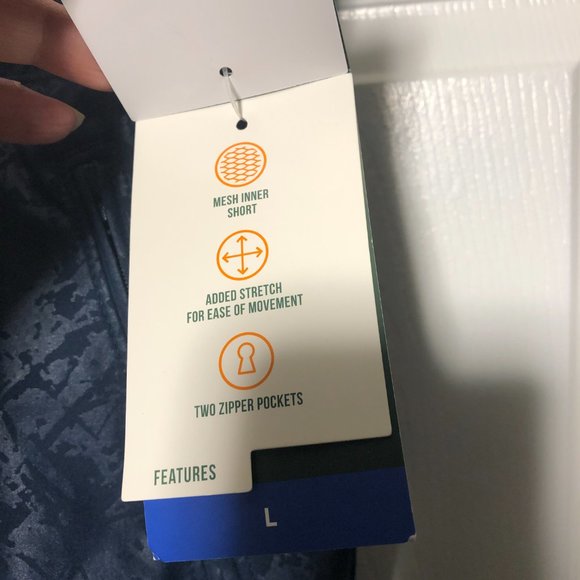 MESH INNER
SHORT
ADDED STRETCH
FOR EASE OF MOVEMENT
TWO ZIPPER POCKETS
FEATURES
L